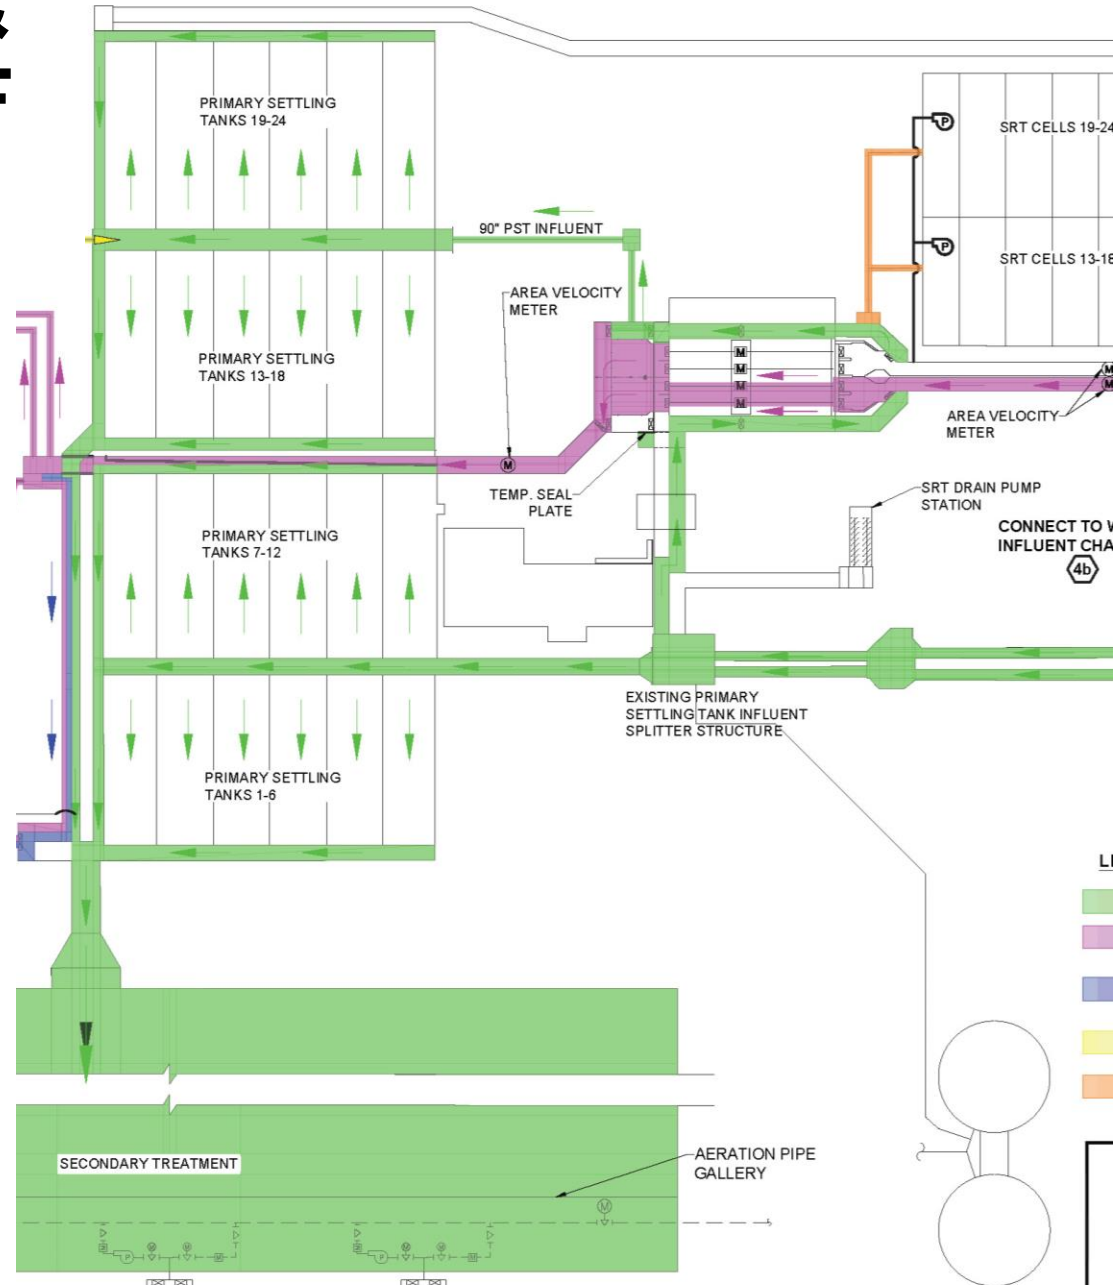 PRIMARY SETTLING
TANKS 19-24
SRT CELLS 19-24
P
90" PST INFLUENT
P
SRT CELLS 13-18
AREA VELOCITY
METER
PRIMARY SETTLING
TANKS 13-18
M
M
M
M
M
M
AREA VELOCITY
METER
M
TEMP. SEAL
PLATE
SRT DRAIN PUMP
STATION
CONNECT TO
INFLUENT
4b
PRIMARY SETTLING
TANKS 7-12
EXISTING PRIMARY
SETTLING TANK INFLUENT
SPLITTER STRUCTURE
PRIMARY SETTLING
TANKS 1-6
SECONDARY TREATMENT
AERATION PIPE
GALLERY
M
M
M
M
M
P
P